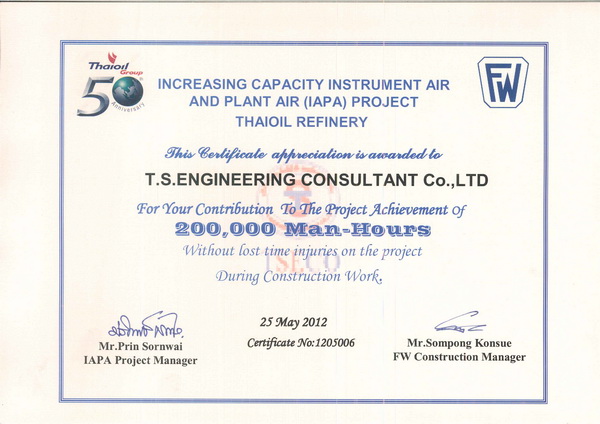 Thaioil
Group
50
Anniversary
FW
INCREASING CAPACITY INSTRUMENT AIR
AND PLANT AIR (IAPA) PROJECT
THAIOIL REFINERY
This Certificate appreciation is awarded to
T.S.ENGINEERING CONSULTANT Co.,LTD
For Your Contribution To The Project Achievement Of
200,000 Man-Hours
Without lost time injuries on the project
TSECO
During Construction Work.
25 May 2012
Certificate No:1205006
Mr.Prin Sornwai
IAPA Project Manager
Mr.Sompong Konsue
FW Construction Manager